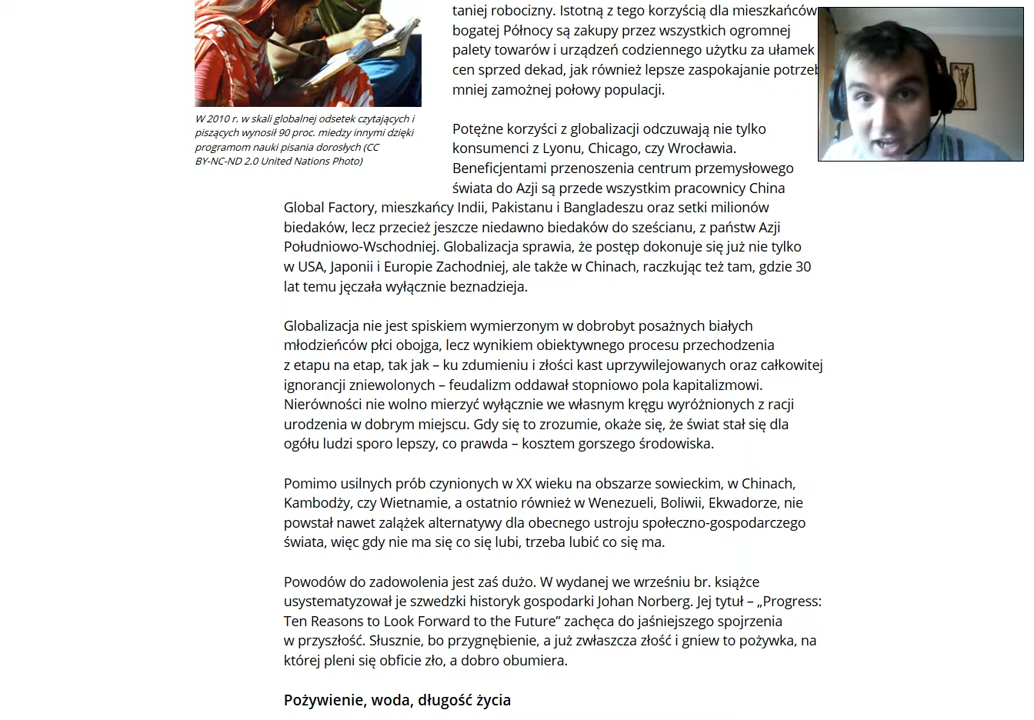 taniej robocizny. Istotną z tego korzyścią dla mieszkańców
bogatej Północy są zakupy przez wszystkich ogromnej
palety towarów i urządzeń codziennego użytku za ułamek
cen sprzed dekad, jak również lepsze zaspokajanie potrzeb
mniej zamożnej połowy populacji.
W 2010 r. w skali globalnej odsetek czytających i
piszących wynosił 90 proc. miedzy innymi dzięki
programom nauki pisania dorosłych (CC
BY-NC-ND 2.0 United Nations Photo)
Potężne korzyści z globalizacji odczuwają nie tylko
konsumenci z Lyonu, Chicago, czy Wrocławia.
Beneficjentami przenoszenia centrum przemysłowego
świata do Azji są przede wszystkim pracownicy China
Global Factory, mieszkańcy Indii, Pakistanu i Bangladeszu oraz setki milionów
biedaków, lecz przecież jeszcze niedawno biedaków do sześcianu, z państw Azji
Południowo-Wschodniej. Globalizacja sprawia, że postęp dokonuje się już nie tylko
w USA, Japonii i Europie Zachodniej, ale także w Chinach, raczkując też tam, gdzie 30
lat temu jęczała wyłącznie beznadzieja.
Globalizacja nie jest spiskiem wymierzonym w dobrobyt posażnych białych
młodzieńców płci obojga, lecz wynikiem obiektywnego procesu przechodzenia
z etapu na etap, tak jak – ku zdumieniu i złości kast uprzywilejowanych oraz całkowitej
ignorancji zniewolonych – feudalizm oddawał stopniowo pola kapitalizmowi.
Nierówności nie wolno mierzyć wyłącznie we własnym kręgu wyróżnionych z racji
urodzenia w dobrym miejscu. Gdy się to zrozumie, okaże się, że świat stał się dla
ogółu ludzi sporo lepszy, co prawda – kosztem gorszego środowiska.
Pomimo usilnych prób czynionych w XX wieku na obszarze sowieckim, w Chinach,
Kambodży, czy Wietnamie, a ostatnio również w Wenezueli, Boliwii, Ekwadorze, nie
powstał nawet zalążek alternatywy dla obecnego ustroju społeczno-gospodarczego
świata, więc gdy nie ma się co się lubi, trzeba lubić co się ma.
Powodów do zadowolenia jest zaś dużo. W wydanej we wrześniu br. książce
usystematyzował je szwedzki historyk gospodarki Johan Norberg. Jej tytuł – „Progress:
Ten Reasons to Look Forward to the Future” zachęca do jaśniejszego spojrzenia
w przyszłość. Słusznie, bo przygnębienie, a już zwłaszcza złość i gniew to pożywka, na
której pleni się obficie zło, a dobro obumiera.
Pożywienie, woda, długość życia